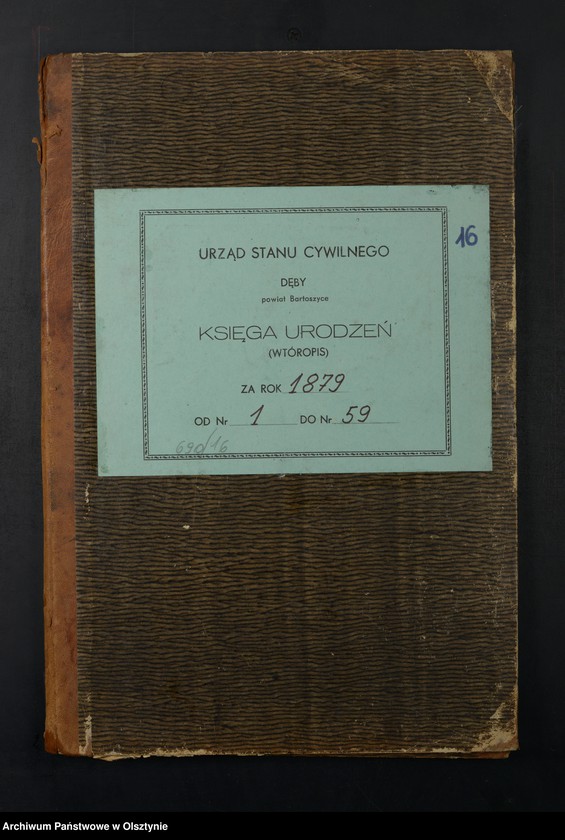 16
URZĄD STANU CYWILNEGO
DĘBY
powiat Bartoszyce
KSIĘGA URODZEŃ
(WTÓROPIS)
ZA ROK 1879
OD Nr 1 DO Nr 59
690/16
Archiwum Państwowe w Olsztynie